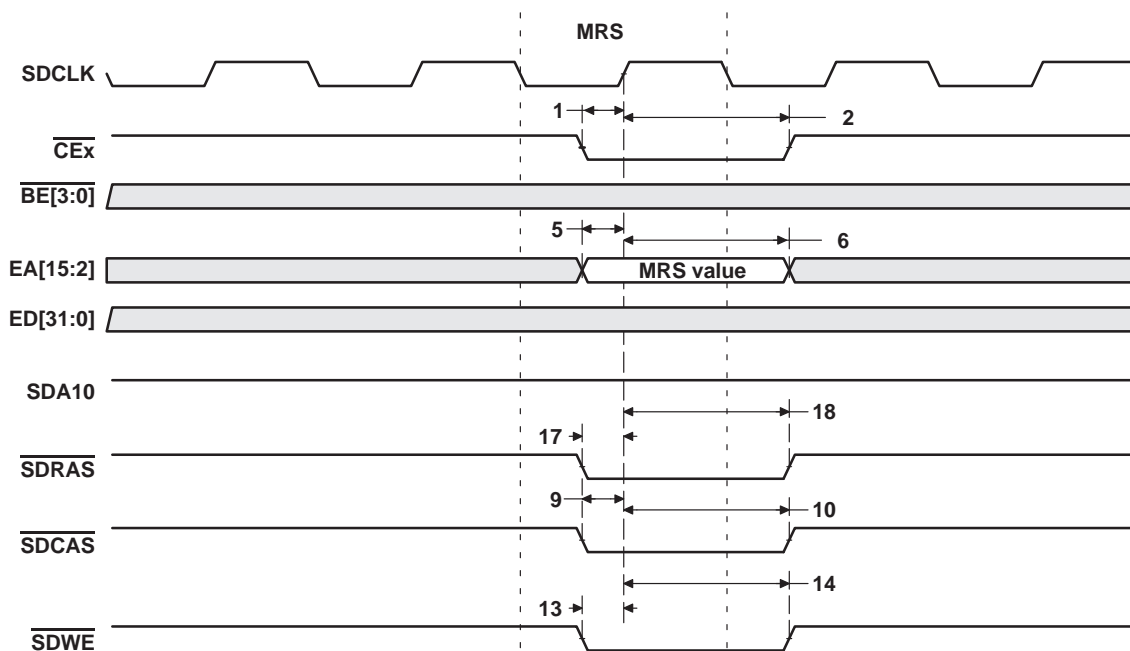 MRS
SDCLK
1
2
CEx
BE[3:0]
5
6
EA[15:2]
MRS value
ED[31:0]
SDA10
18
17
SDRAS
9
10
SDCAS
14
13
SDWE